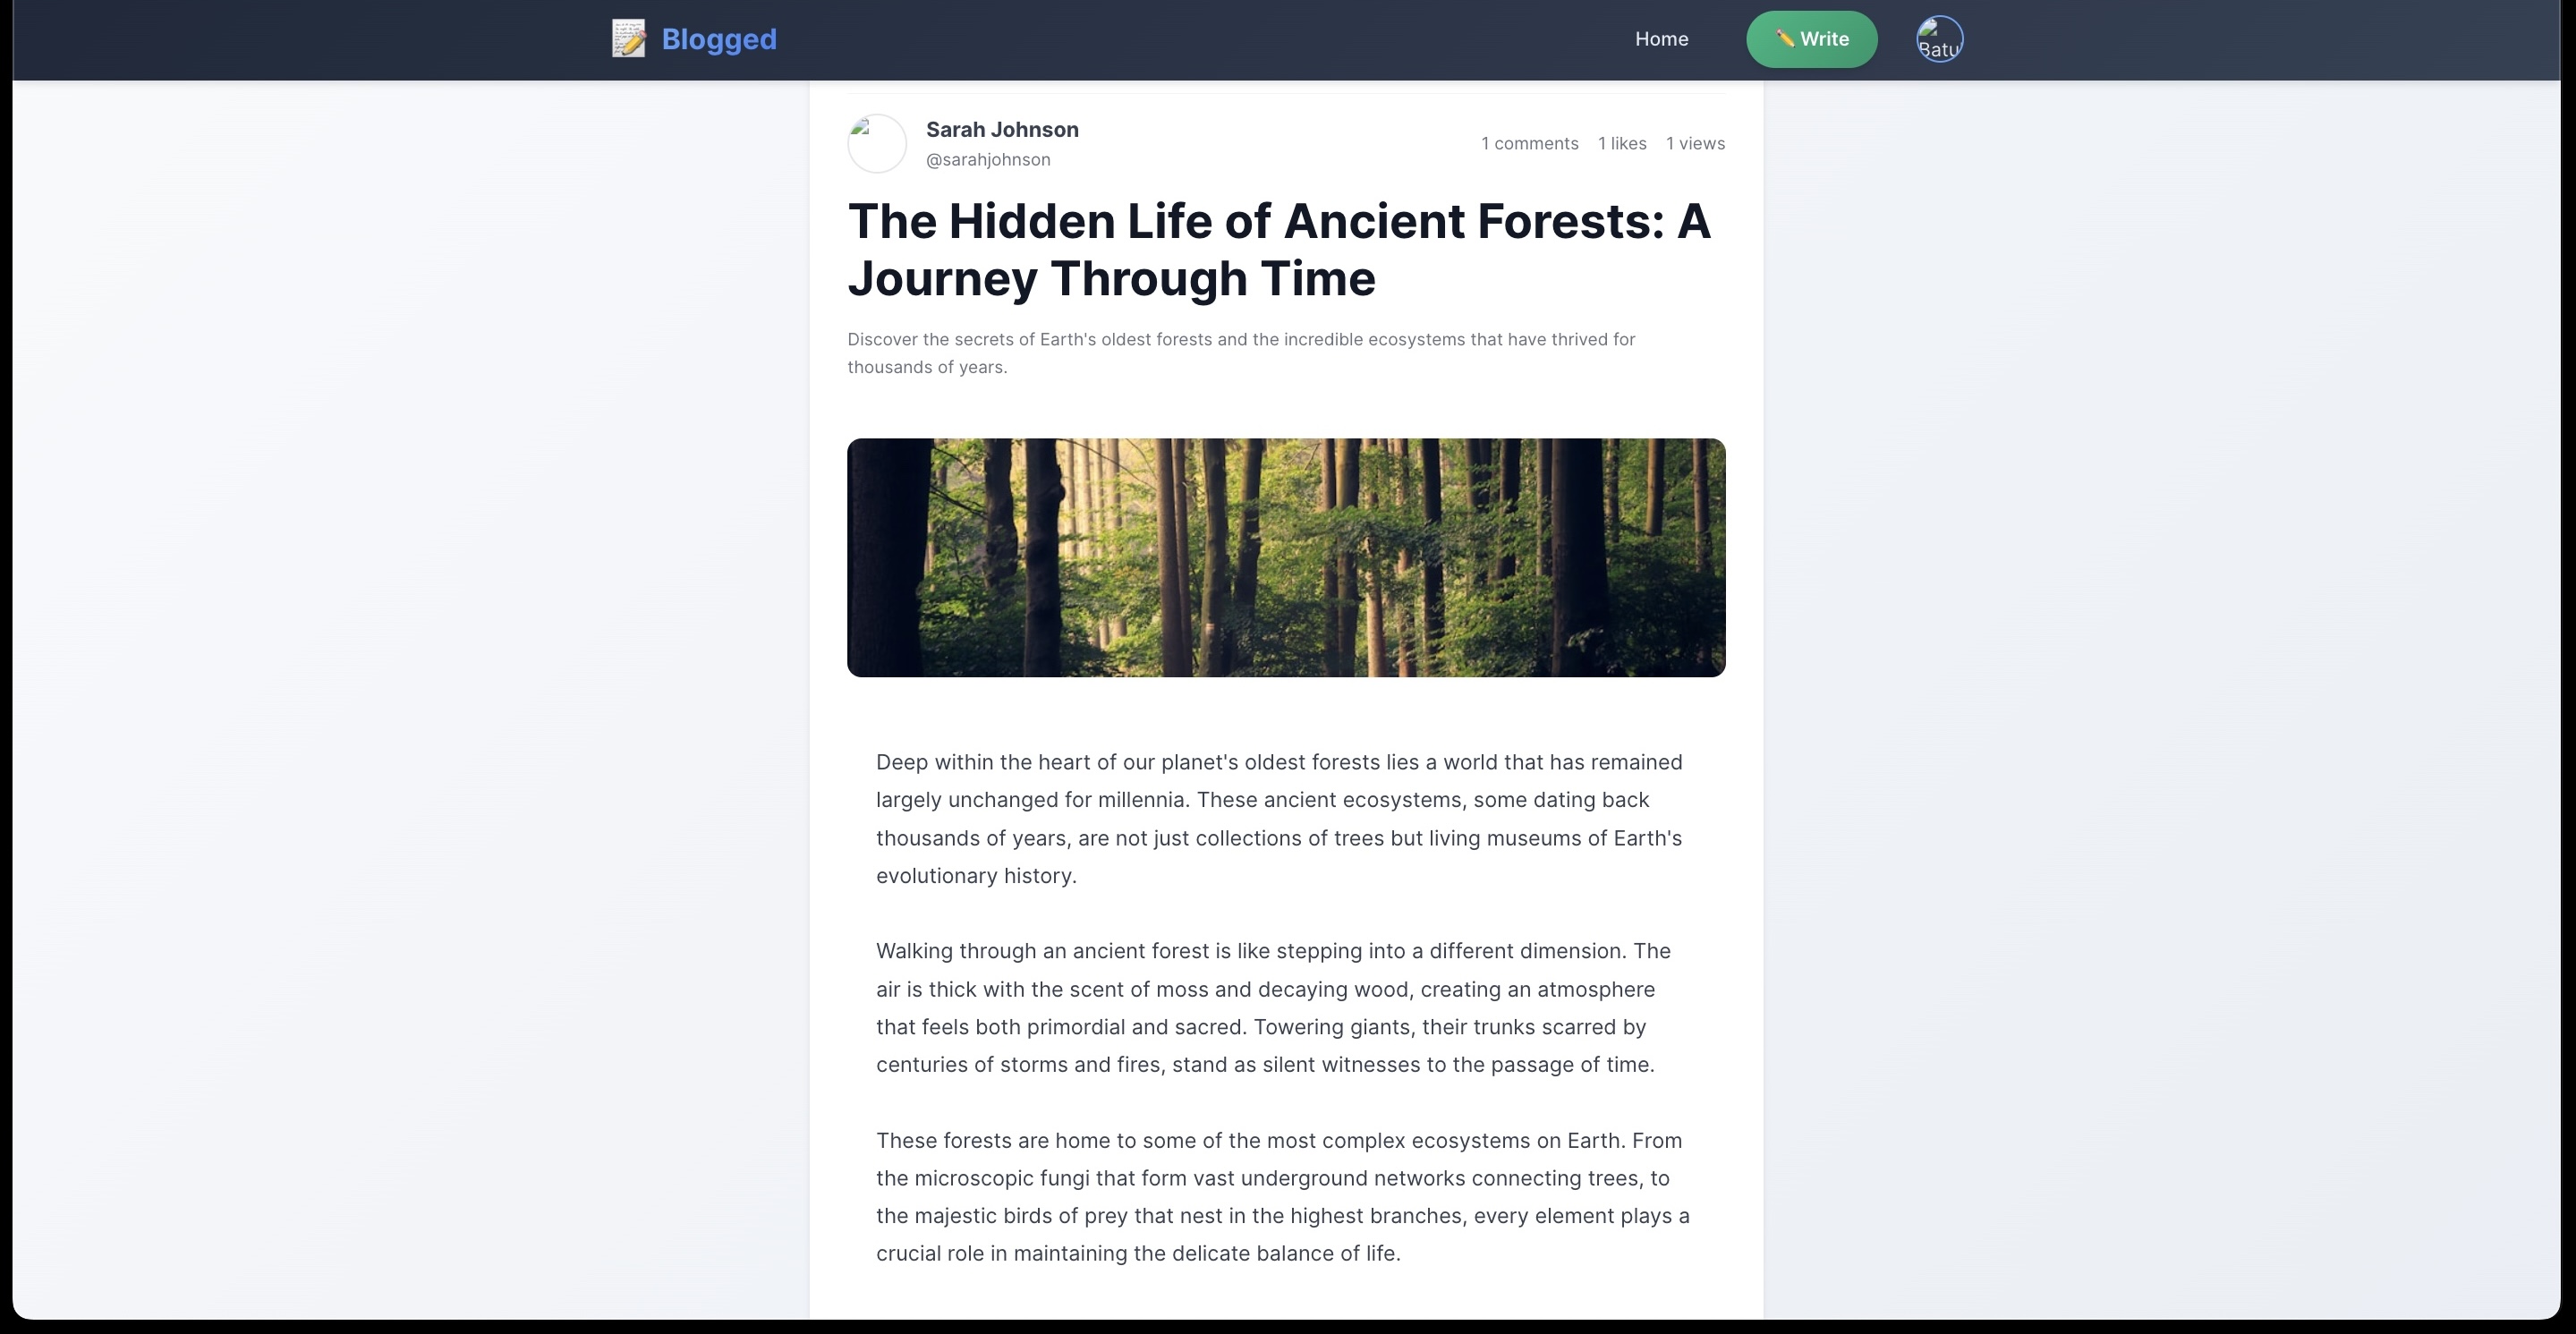 Blogged
Home
Write
Batu
Sarah Johnson
@sarahjohnson
1 comments 1 likes 1 views
The Hidden Life of Ancient Forests: A
Journey Through Time
Discover the secrets of Earth's oldest forests and the incredible ecosystems that have thrived for
thousands of years.
Deep within the heart of our planet's oldest forests lies a world that has remained
largely unchanged for millennia. These ancient ecosystems, some dating back
thousands of years, are not just collections of trees but living museums of Earth's
evolutionary history.
Walking through an ancient forest is like stepping into a different dimension. The
air is thick with the scent of moss and decaying wood, creating an atmosphere
that feels both primordial and sacred. Towering giants, their trunks scarred by
centuries of storms and fires, stand as silent witnesses to the passage of time.
These forests are home to some of the most complex ecosystems on Earth. From
the microscopic fungi that form vast underground networks connecting trees, to
the majestic birds of prey that nest in the highest branches, every element plays a
crucial role in maintaining the delicate balance of life.